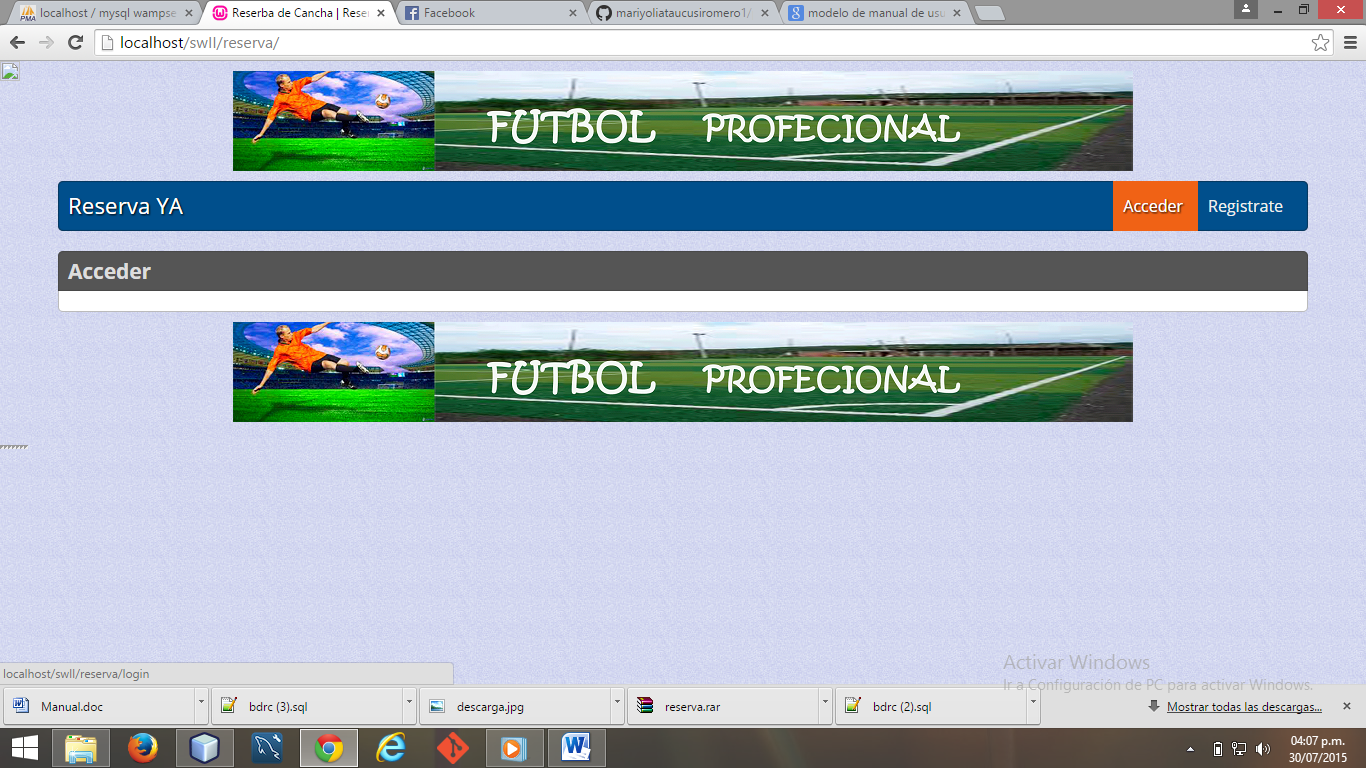 localhost / mysql wampse
Reserba de Cancha | Rese
Facebook
mariyoliataucusiromero1/
modelo de manual de usu
localhost/swll/reserva/
FUTBOL PROFECIONAL
Reserva YA
Acceder
Registrate
Acceder
FUTBOL PROFECIONAL
Activar Windows
Ir a Configuración de PC para activar Windows.
localhost/swll/reserva/login
Manual.doc
bdrc (3).sql
descarga.jpg
reserva.rar
bdrc (2).sql
Mostrar todas las descargas...
04:07 p.m.
30/07/2015